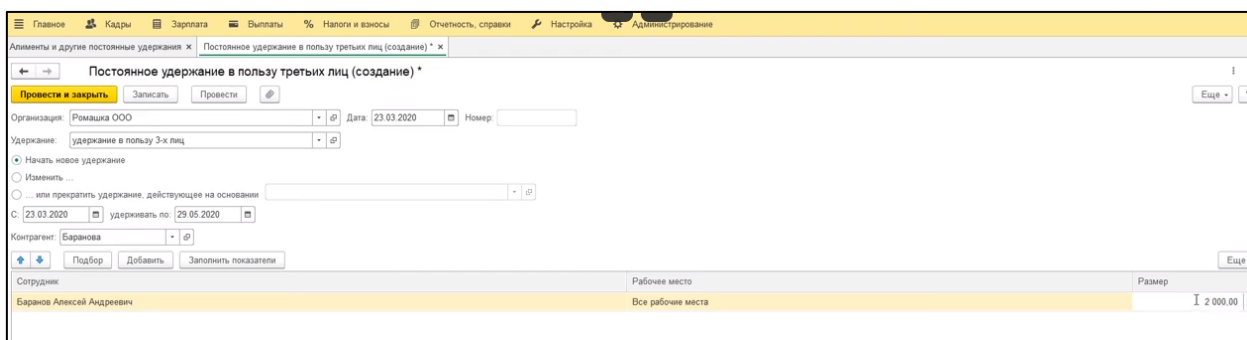 Главное Кадры Зарплата Выплаты % Налоги и взносы Отчетность, справки Настройка Администрирование
Алименты и другие постоянные удержания × Постоянное удержание в пользу третьих лиц (создание) * ×
Постоянное удержание в пользу третьих лиц (создание) *
Провести и закрыть Записать Провести Еще
Организация: Ромашка ООО Дата: 23.03.2020 Номер:
Удержание: удержание в пользу 3-х лиц
Начать новое удержание
Изменить ...
... или прекратить удержание, действующее на основании
С: 23.03.2020 удерживать по: 29.05.2020
Контрагент: Баранова
Подбор Добавить Заполнить показатели Еще
Сотрудник Рабочее место Размер
Баранов Алексей Андреевич Все рабочие места 2 000,00